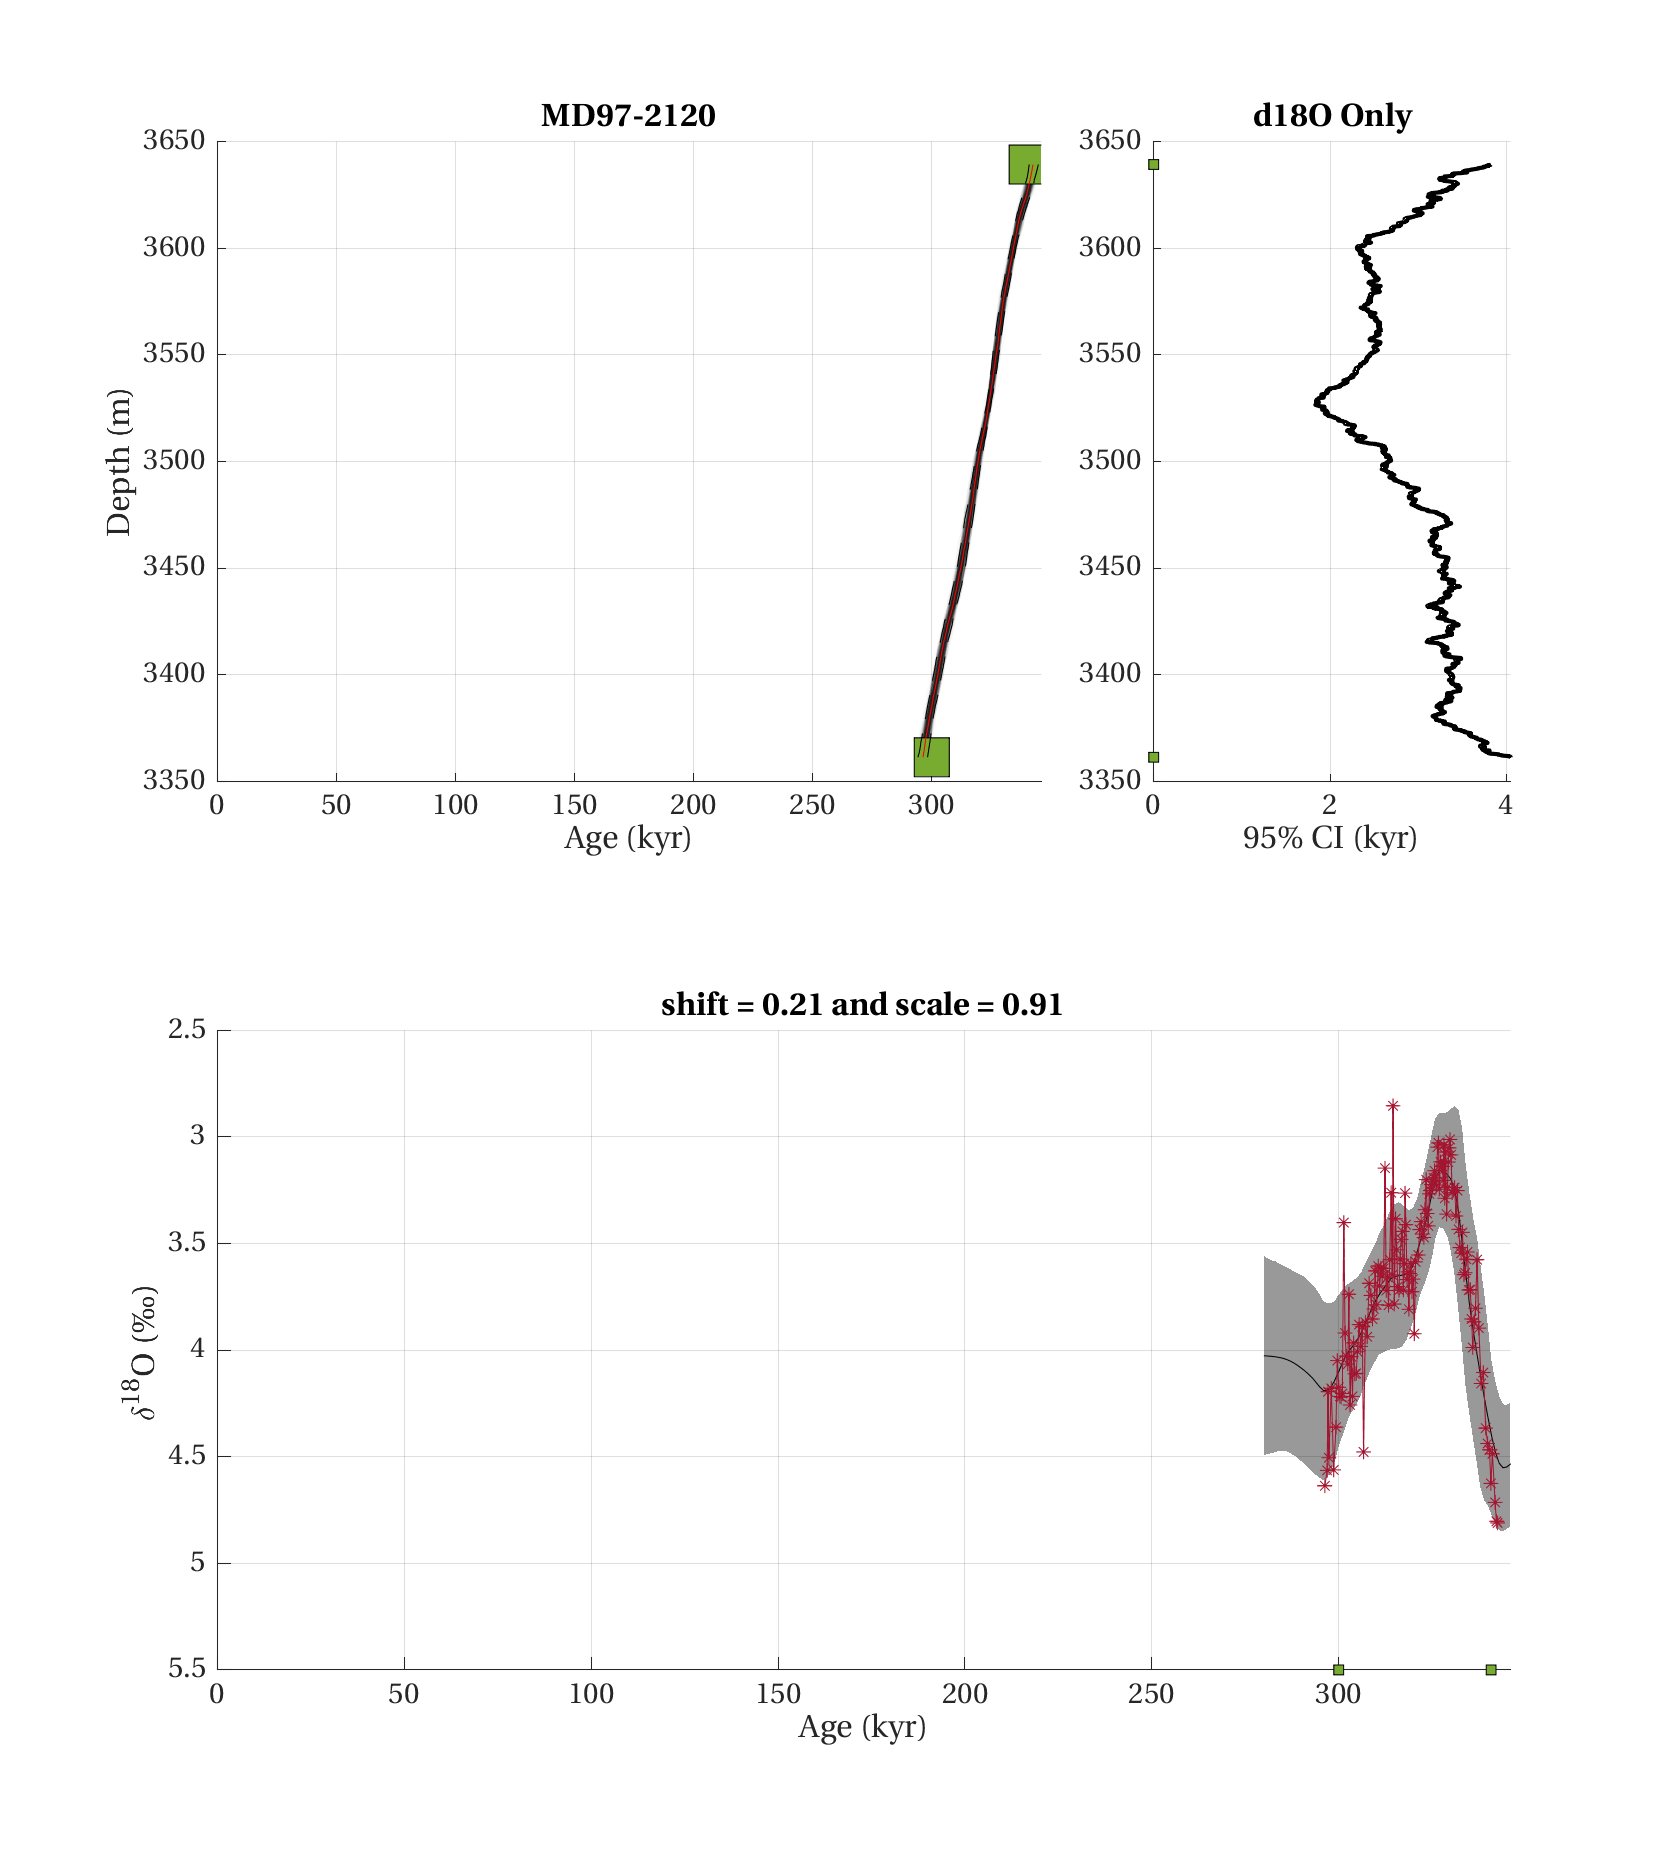 MD97-2120
d18O Only
3650
3600
3550
3500
3450
3400
3350
Depth (m)
0 50 100 150 200 250 300
Age (kyr)
3650
3600
3550
3500
3450
3400
3350
0 2 4
95% CI (kyr)
shift = 0.21 and scale = 0.91
2.5
3
3.5
4
4.5
5
5.5
δ¹⁸O (‰)
0 50 100 150 200 250 300
Age (kyr)